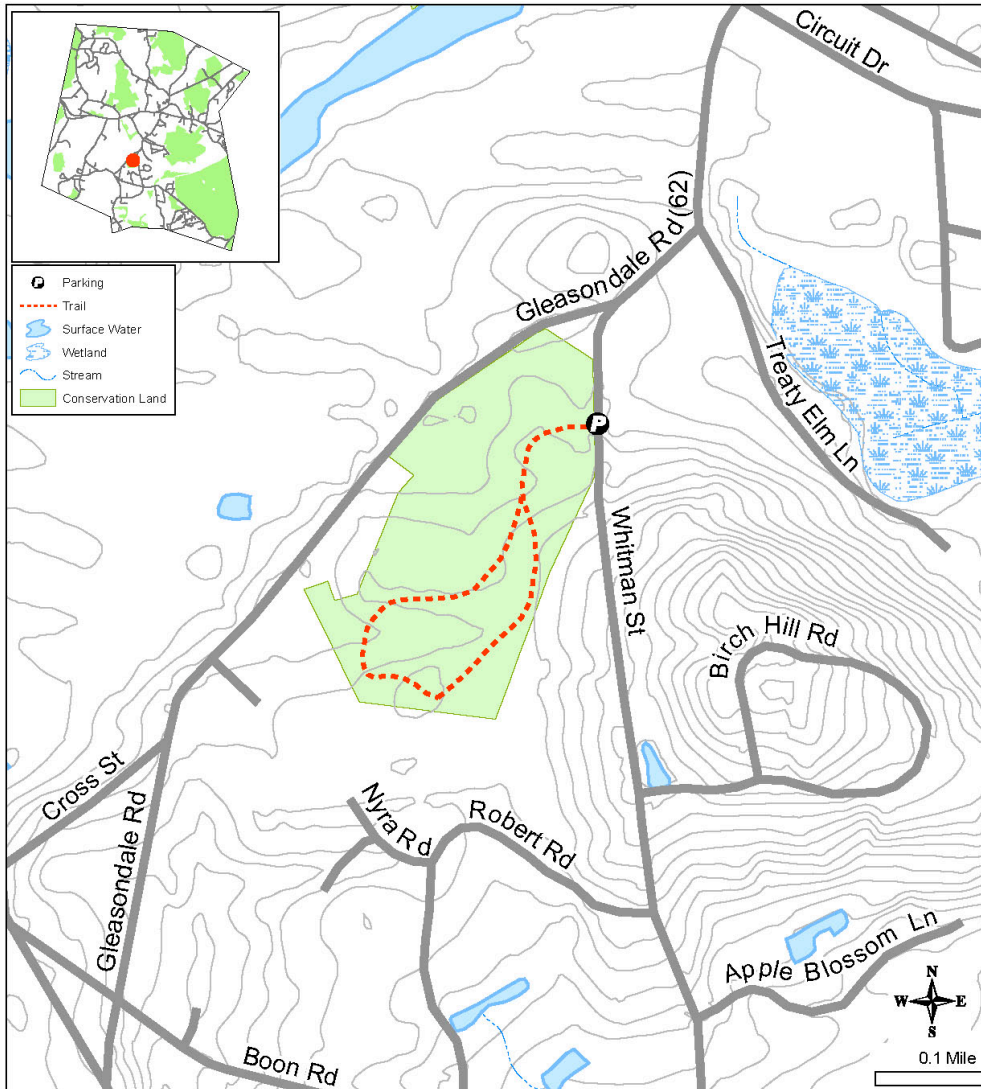 Parking
Trail
Surface Water
Wetland
Stream
Conservation Land
Circuit Dr
Gleasondale Rd (62)
Treaty Elm Ln
P
Whitman St
Birch Hill Rd
Cross St
Gleasondale Rd
Nyra Rd
Robert Rd
Apple Blossom Ln
Boon Rd
N
W E
S
0.1 Mile